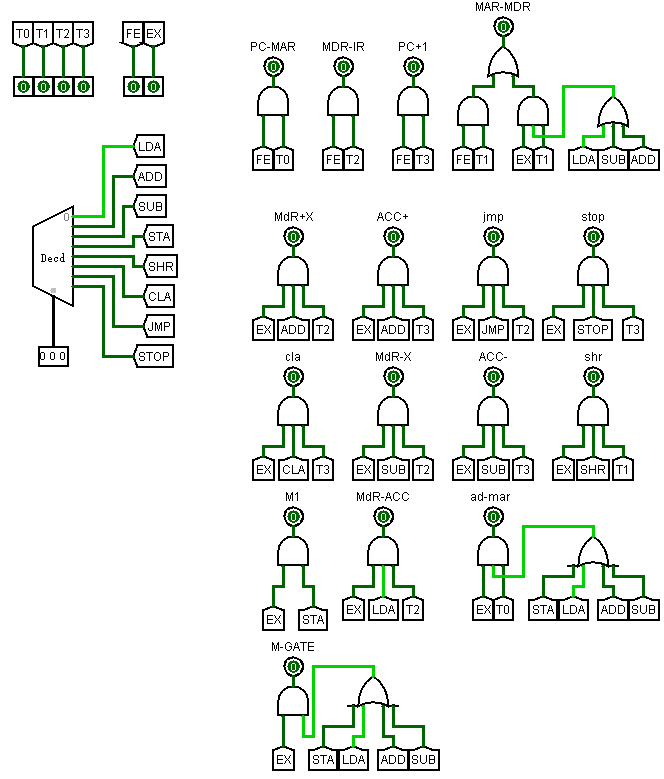 T0 T1 T2 T3 FE EX
0 0 0 0 0 0
MAR-MDR
0
PC-MAR MDR-IR PC+1
0 0 0
FE T0 FE T2 FE T3 FE T1 EX T1 LDA SUB ADD
LDA
ADD
SUB
STA
SHR
CLA
JMP
STOP
0
Decd
0 0 0
MdR+X ACC+ jmp stop
0 0 0 0
EX ADD T2 EX ADD T3 EX JMP T2 EX STOP T3
cla MdR-X ACC- shr
0 0 0 0
EX CLA T3 EX SUB T2 EX SUB T3 EX SHR T1
M1 MdR-ACC ad-mar
0 0 0
EX STA EX LDA T2 EX T0 STA LDA ADD SUB
M-GATE
0
EX STA LDA ADD SUB